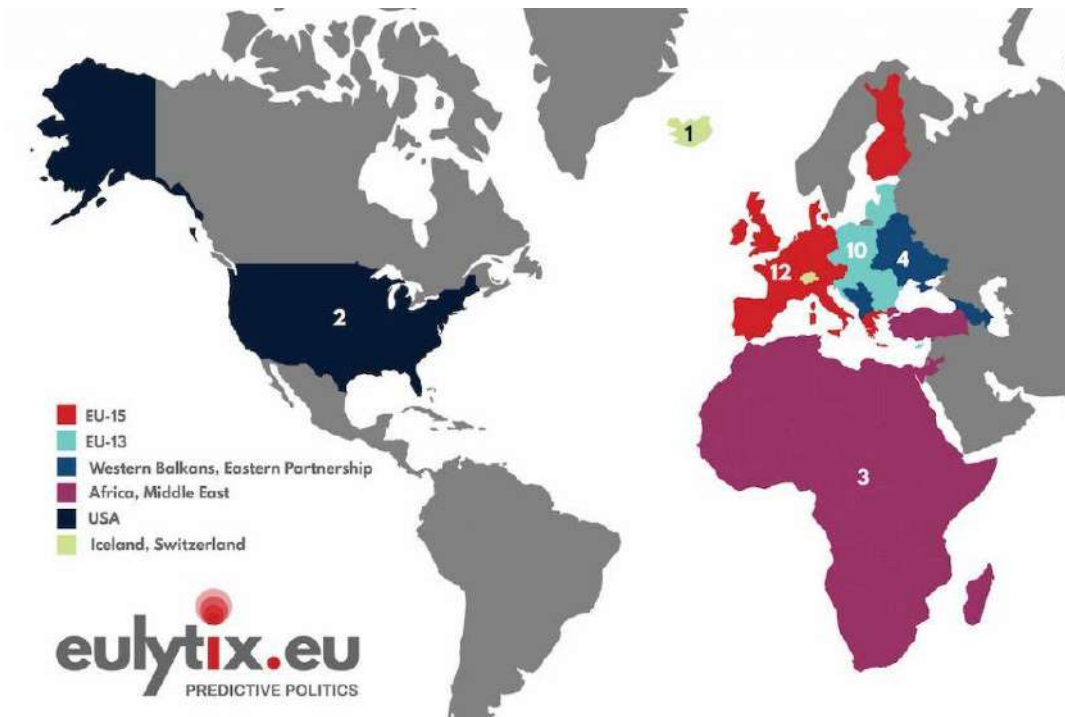 1
10
4
12
2
3
EU-15
EU-13
Western Balkans, Eastern Partnership
Africa, Middle East
USA
Iceland, Switzerland
eulytix.eu
PREDICTIVE POLITICS